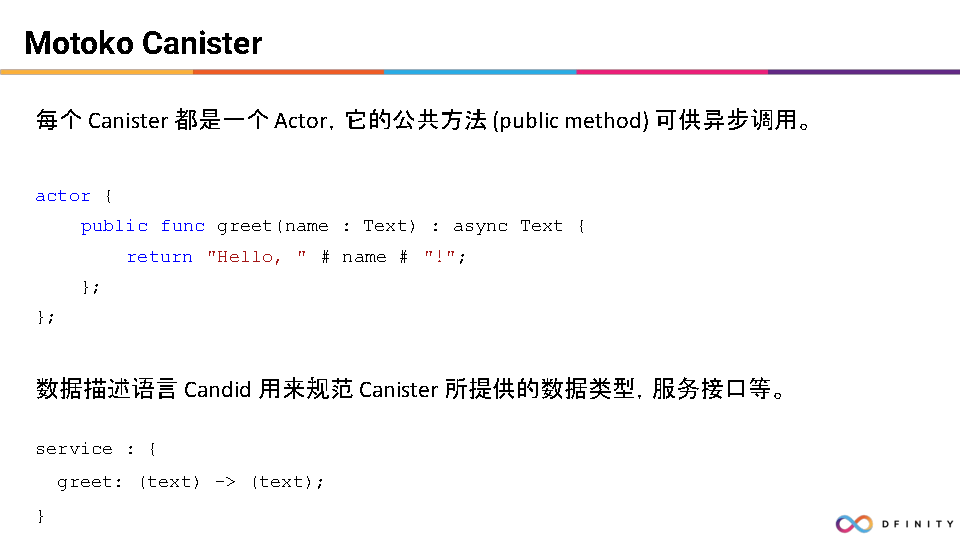 Motoko Canister
每个 Canister 都是一个 Actor，它的公共方法 (public method) 可供异步调用。
actor {
    public func greet(name : Text) : async Text {
        return "Hello, " # name # "!";
    };
};
数据描述语言 Candid 用来规范 Canister 所提供的数据类型，服务接口等。
service : {
  greet: (text) -> (text);
}
DFINITY